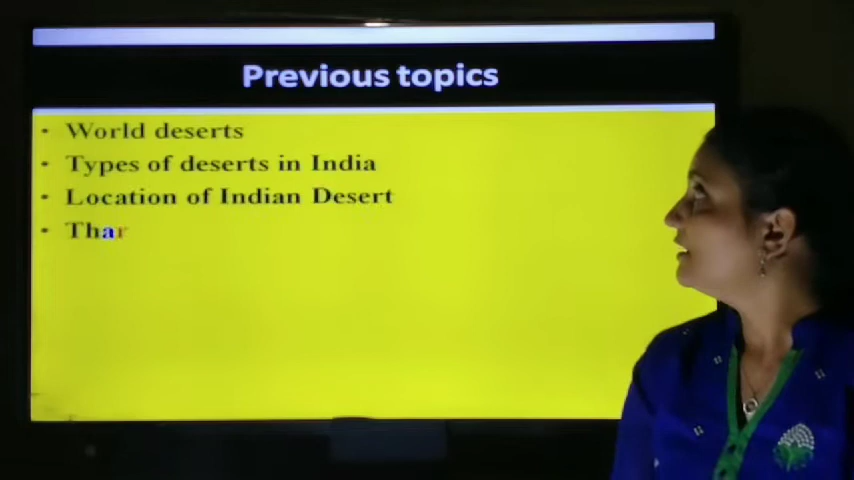 Previous topics
• World deserts
• Types of deserts in India
• Location of Indian Desert
• Thar